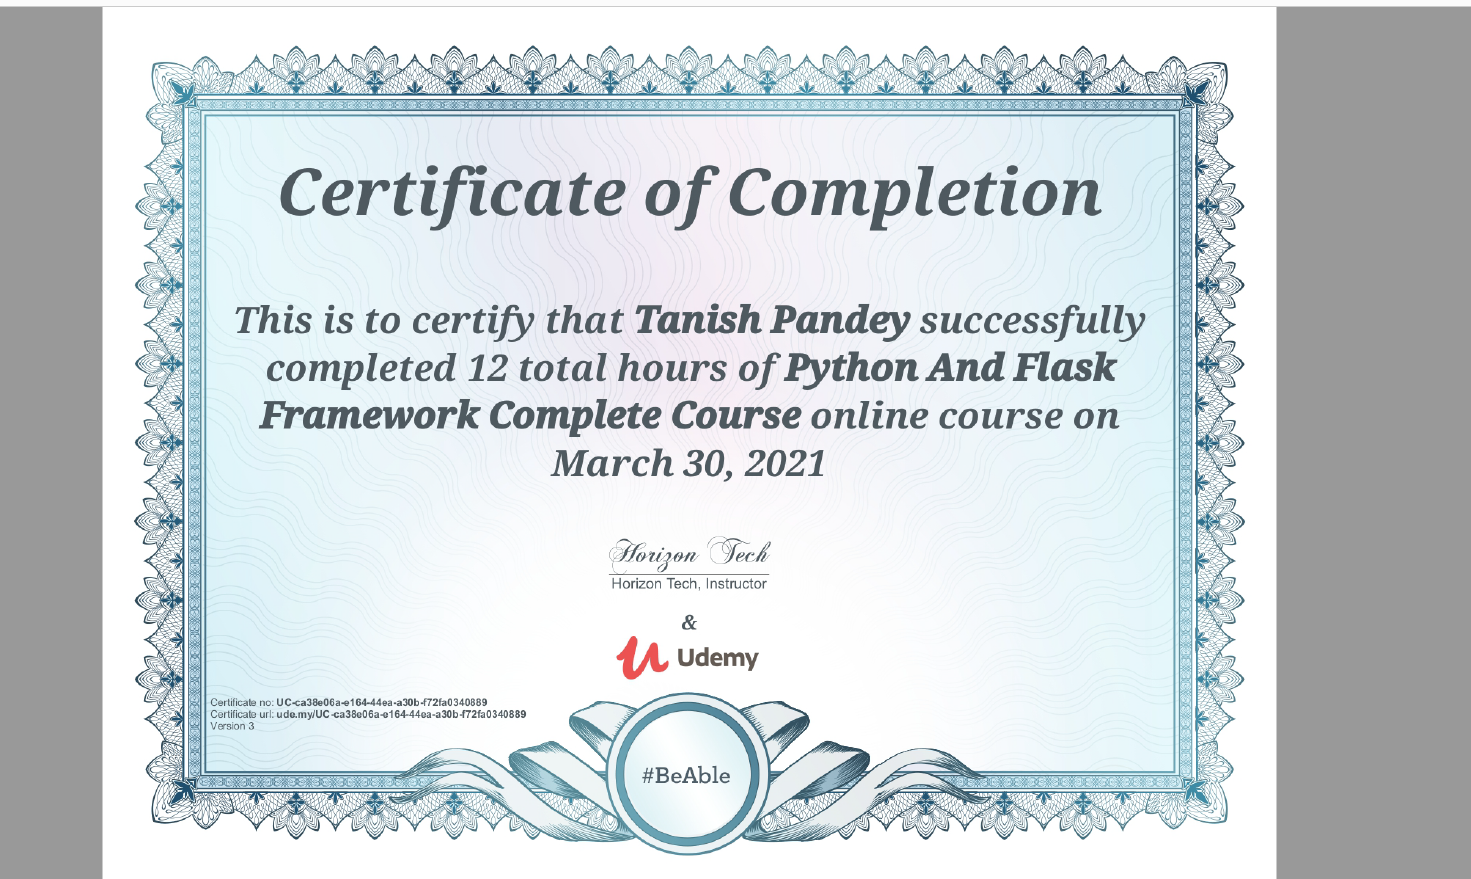 Certificate of Completion
This is to certify that Tanish Pandey successfully
completed 12 total hours of Python And Flask
Framework Complete Course online course on
March 30, 2021
Horizon Tech
Horizon Tech, Instructor
&
Udemy
Certificate no: UC-ca38e06a-e164-44ea-a30b-f72fa0340889
Certificate url: ude.my/UC-ca38e06a-e164-44ea-a30b-f72fa0340889
Version 3
#BeAble